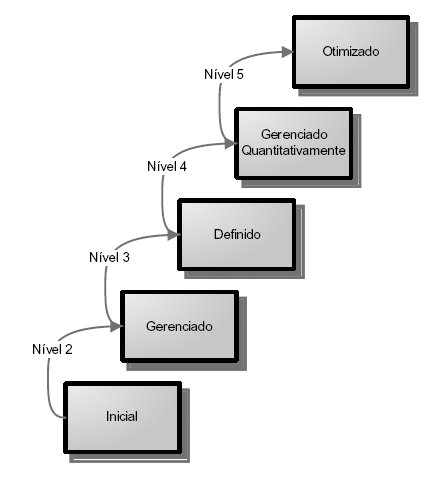 Otimizado
Nível 5
Gerenciado
Quantitativamente
Nível 4
Definido
Nível 3
Gerenciado
Nível 2
Inicial